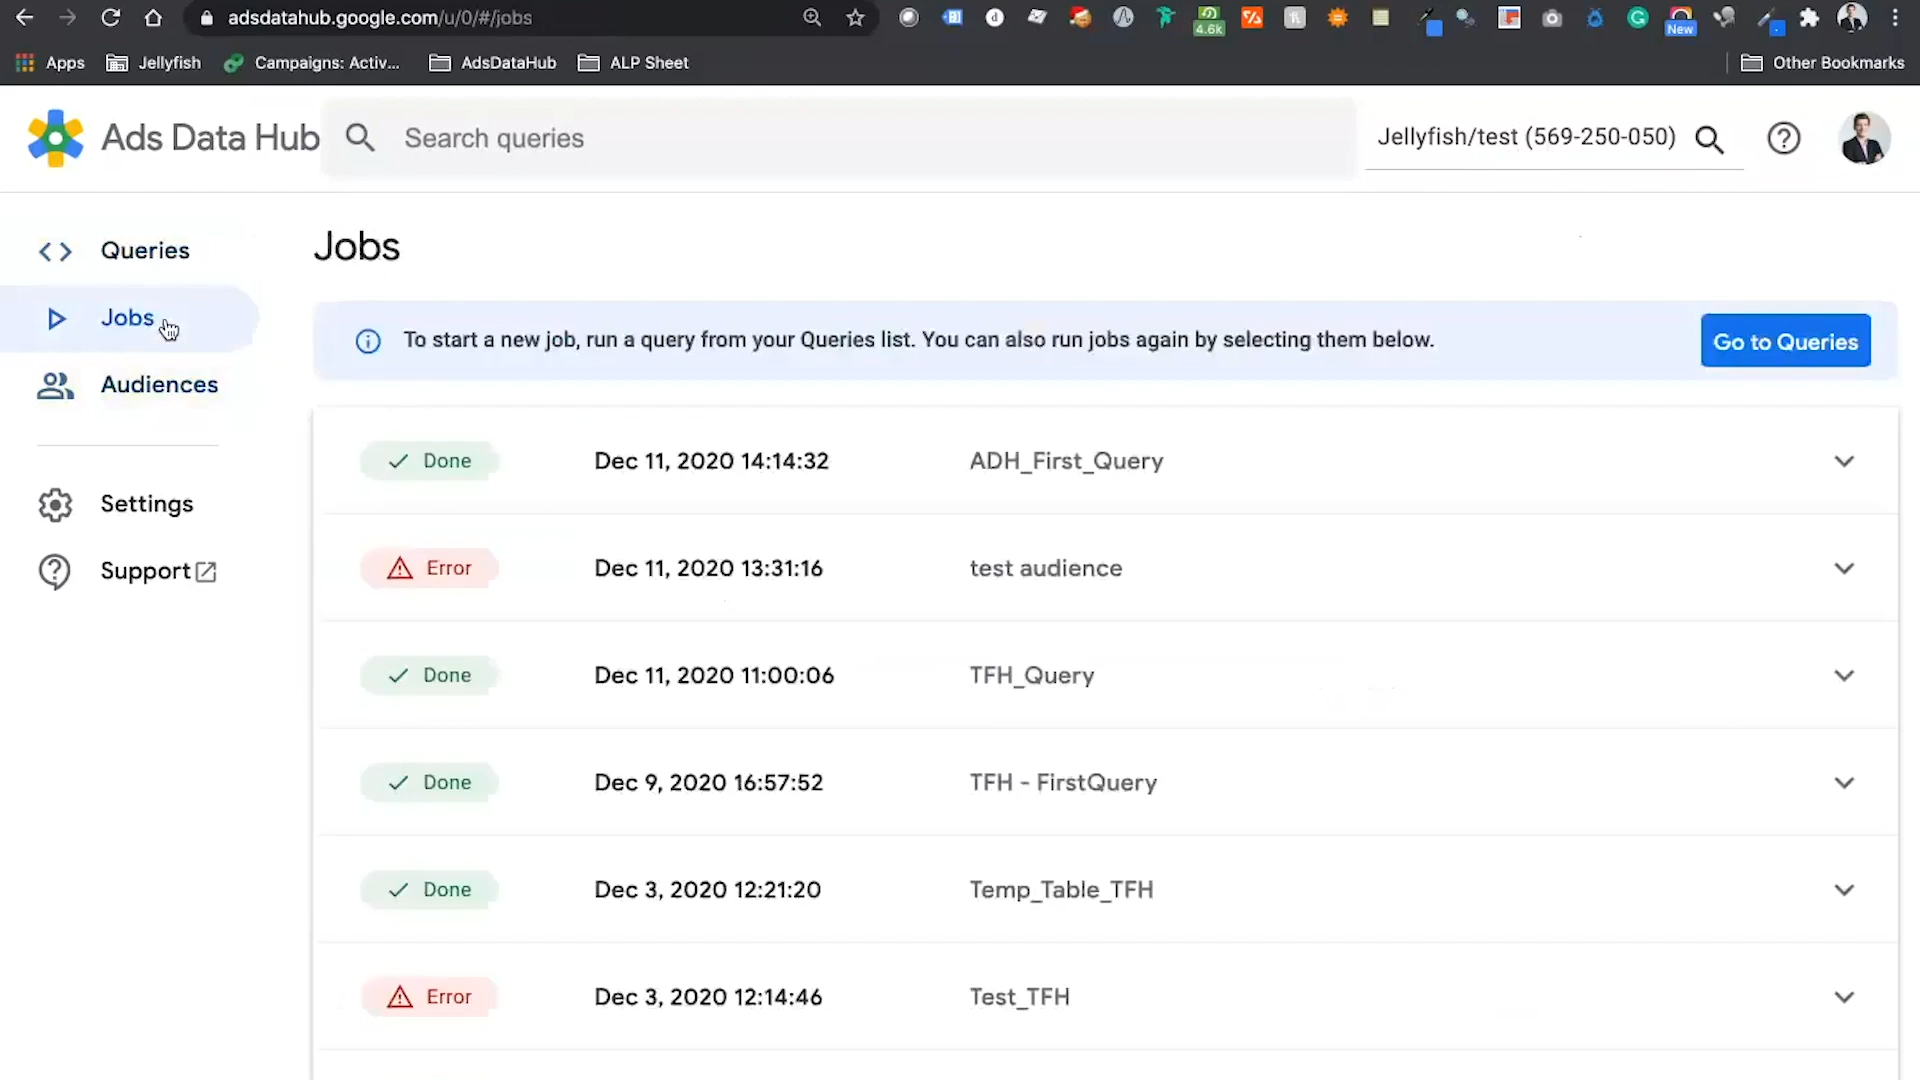 adsdatahub.google.com/u/0/#/jobs
4.6k
New
Apps
Jellyfish
Campaigns: Activ...
AdsDataHub
ALP Sheet
Other Bookmarks
Ads Data Hub
Search queries
Jellyfish/test (569-250-050)
Queries
Jobs
Audiences
Settings
Support
Jobs
To start a new job, run a query from your Queries list. You can also run jobs again by selecting them below.
Go to Queries
Done Dec 11, 2020 14:14:32 ADH_First_Query
Error Dec 11, 2020 13:31:16 test audience
Done Dec 11, 2020 11:00:06 TFH_Query
Done Dec 9, 2020 16:57:52 TFH - FirstQuery
Done Dec 3, 2020 12:21:20 Temp_Table_TFH
Error Dec 3, 2020 12:14:46 Test_TFH